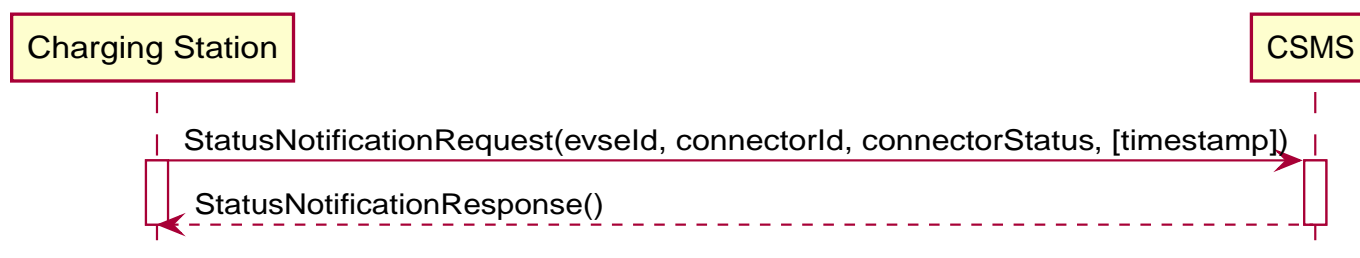 Charging Station
CSMS
StatusNotificationRequest(evseId, connectorId, connectorStatus, [timestamp])
StatusNotificationResponse()